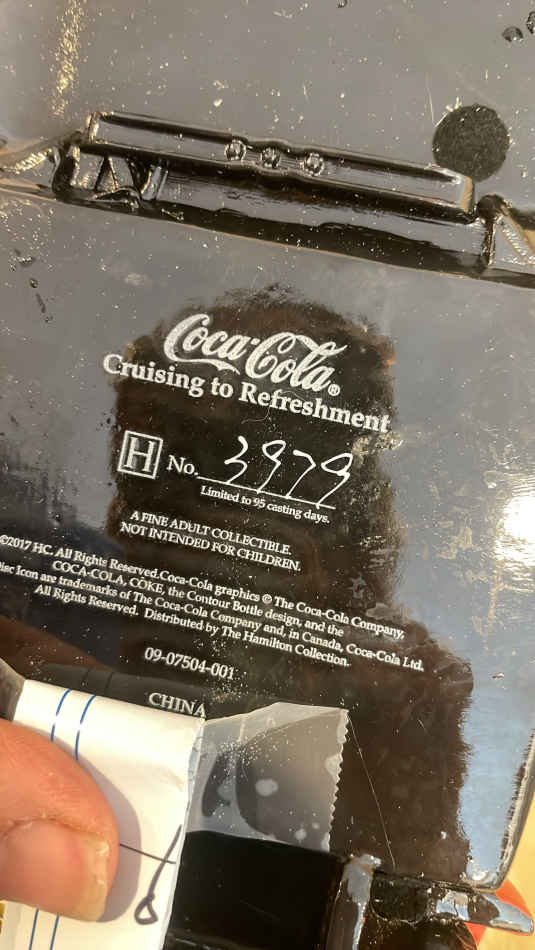 Coca-Cola®
Cruising to Refreshment
H No. 3979
Limited to 95 casting days.
A FINE ADULT COLLECTIBLE.
NOT INTENDED FOR CHILDREN.
©2017 HC. All Rights Reserved.Coca-Cola graphics © The Coca-Cola Company,
COCA-COLA, COKE, the Contour Bottle design, and the
Disc Icon are trademarks of The Coca-Cola Company and, in Canada, Coca-Cola Ltd.
All Rights Reserved. Distributed by The Hamilton Collection.
09-07504-001
CHINA